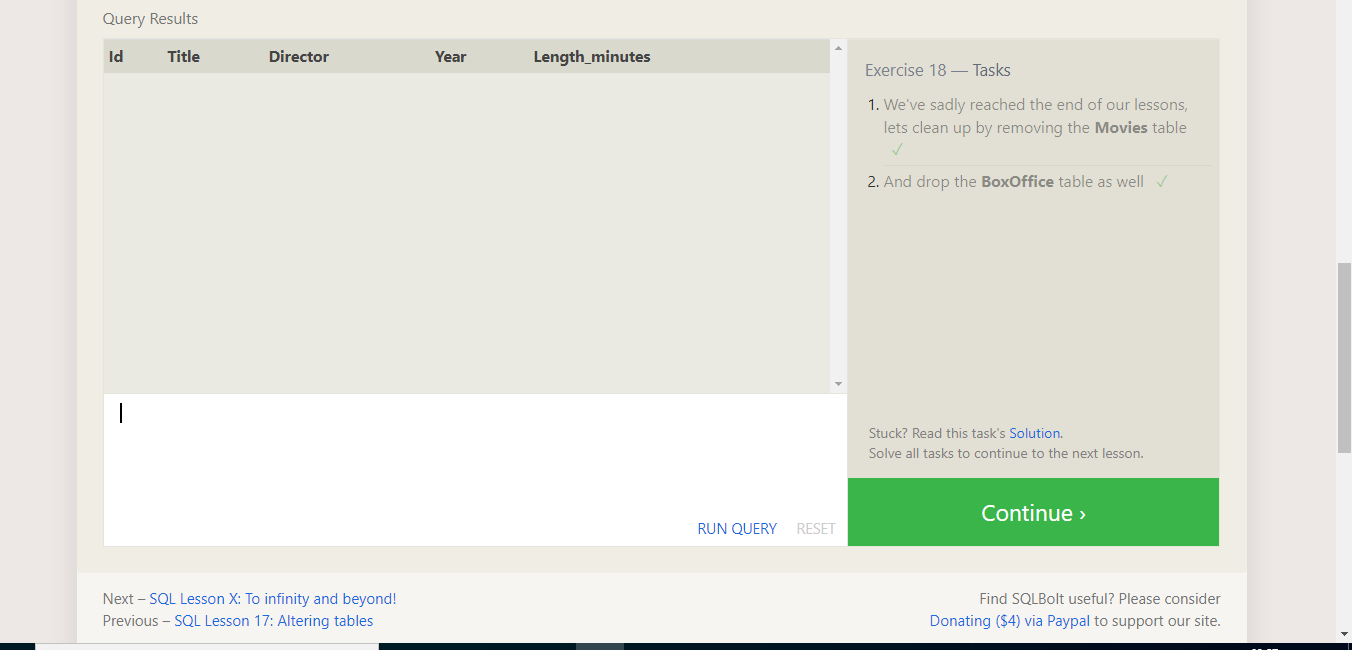 Query Results
Id Title Director Year Length_minutes
Exercise 18 — Tasks
1. We've sadly reached the end of our lessons,
lets clean up by removing the Movies table
✓
2. And drop the BoxOffice table as well ✓
Stuck? Read this task's Solution.
Solve all tasks to continue to the next lesson.
RUN QUERY RESET
Continue ›
Next – SQL Lesson X: To infinity and beyond!
Previous – SQL Lesson 17: Altering tables
Find SQLBolt useful? Please consider
Donating ($4) via Paypal to support our site.